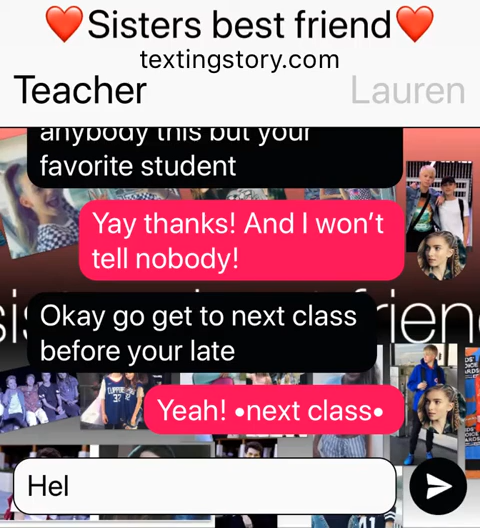 ❤️Sisters best friend❤️
textingstory.com
Teacher Lauren
anybody this but your
favorite student
Yay thanks! And I won't
tell nobody!
Okay go get to next class
before your late
Yeah! •next class•
Hel